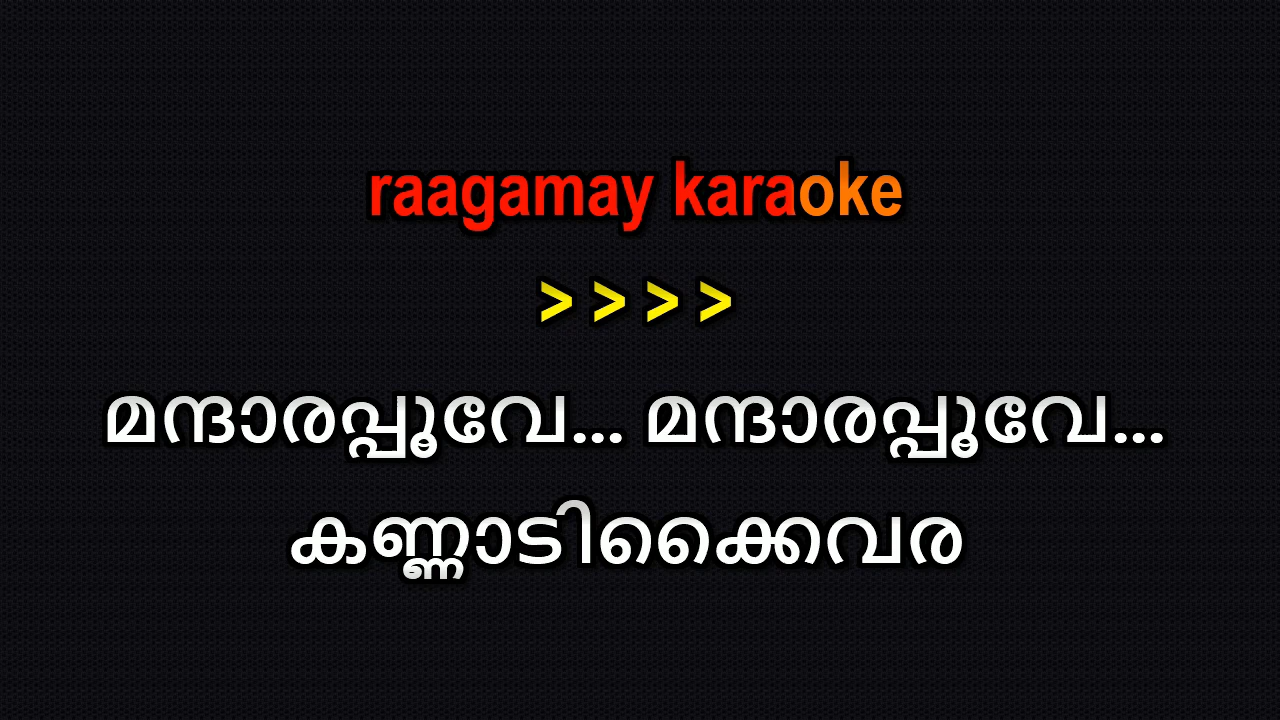 raagamay karaoke
> > > >
മന്ദാരപ്പൂവേ... മന്ദാരപ്പൂവേ...
കണ്ണാടിക്കൈവര